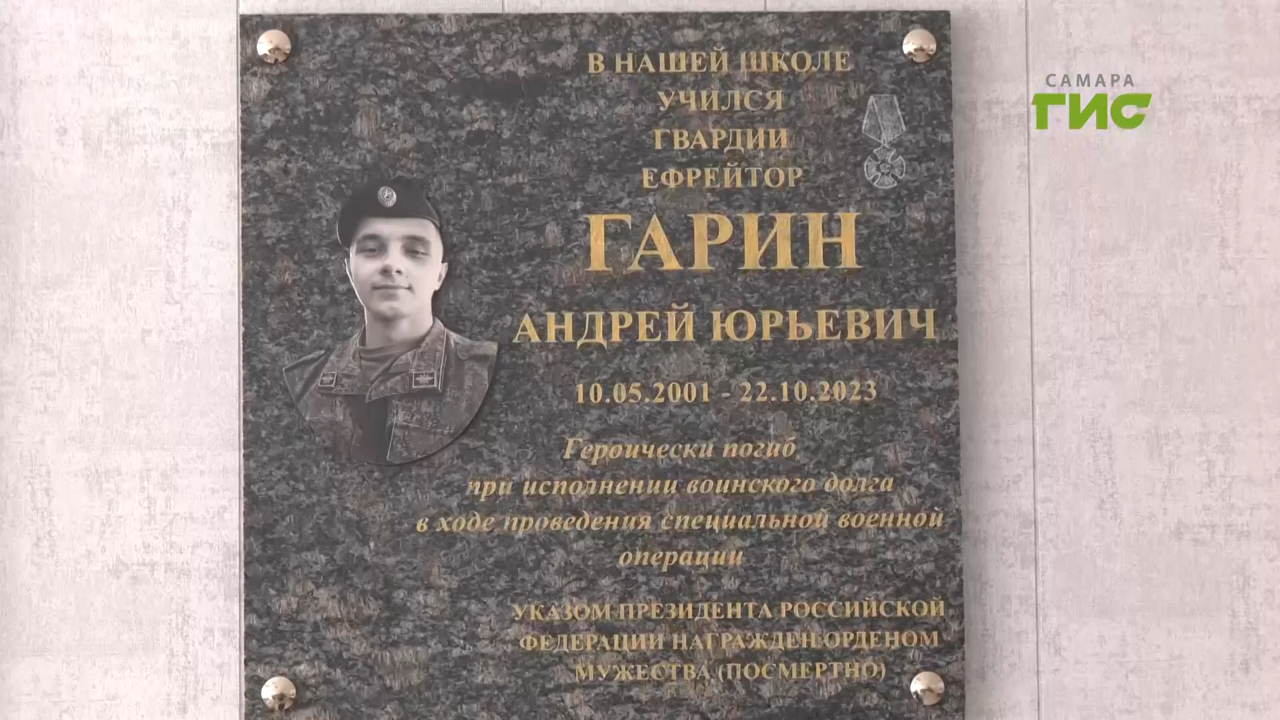 В НАШЕЙ ШКОЛЕ
УЧИЛСЯ
ГВАРДИИ
ЕФРЕЙТОР
ГАРИН
АНДРЕЙ ЮРЬЕВИЧ
10.05.2001 - 22.10.2023
Героически погиб
при исполнении воинского долга
в ходе проведения специальной военной
операции
УКАЗОМ ПРЕЗИДЕНТА РОССИЙСКОЙ
ФЕДЕРАЦИИ НАГРАЖДЕН ОРДЕНОМ
МУЖЕСТВА (ПОСМЕРТНО)
САМАРА
ГИС